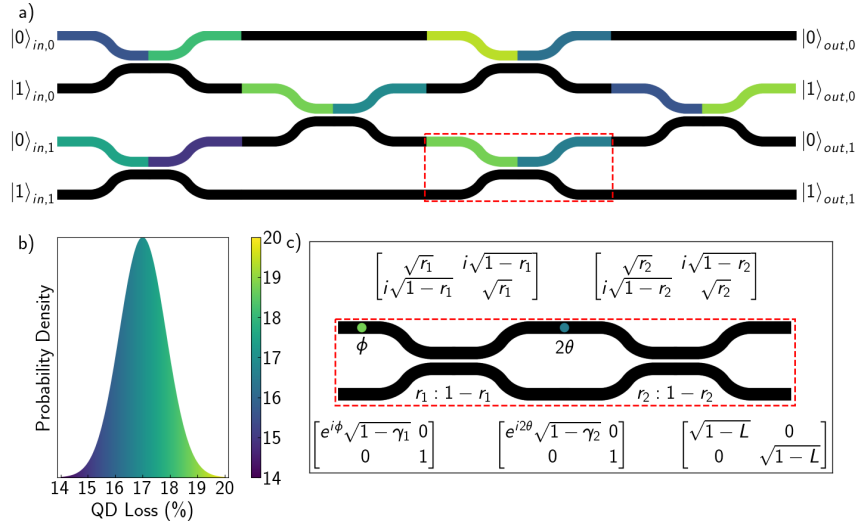 a)
|0⟩in,0 |0⟩out,0
|1⟩in,0 |1⟩out,0
|0⟩in,1 |0⟩out,1
|1⟩in,1 |1⟩out,1
b)
Probability Density
14 15 16 17 18 19 20
QD Loss (%)
20
19
18
17
16
15
14
c)
[√r1 i√1 − r1
i√1 − r1 √r1]
[√r2 i√1 − r2
i√1 − r2 √r2]
ϕ 2θ
r1 : 1 − r1 r2 : 1 − r2
[e^iϕ√1 − γ1 0
0 1]
[e^i2θ√1 − γ2 0
0 1]
[√1 − L 0
0 √1 − L]